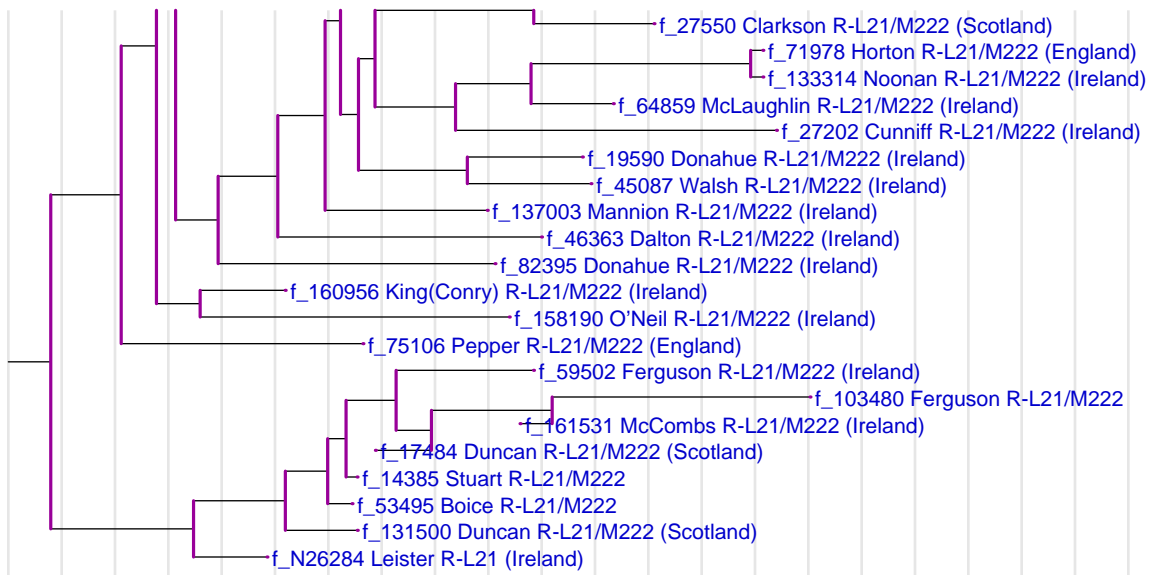 f_27550 Clarkson R-L21/M222 (Scotland)
f_71978 Horton R-L21/M222 (England)
f_133314 Noonan R-L21/M222 (Ireland)
f_64859 McLaughlin R-L21/M222 (Ireland)
f_27202 Cunniff R-L21/M222 (Ireland)
f_19590 Donahue R-L21/M222 (Ireland)
f_45087 Walsh R-L21/M222 (Ireland)
f_137003 Mannion R-L21/M222 (Ireland)
f_46363 Dalton R-L21/M222 (Ireland)
f_82395 Donahue R-L21/M222 (Ireland)
f_160956 King(Conry) R-L21/M222 (Ireland)
f_158190 O'Neil R-L21/M222 (Ireland)
f_75106 Pepper R-L21/M222 (England)
f_59502 Ferguson R-L21/M222 (Ireland)
f_103480 Ferguson R-L21/M222
f_161531 McCombs R-L21/M222 (Ireland)
f_17484 Duncan R-L21/M222 (Scotland)
f_14385 Stuart R-L21/M222
f_53495 Boice R-L21/M222
f_131500 Duncan R-L21/M222 (Scotland)
f_N26284 Leister R-L21 (Ireland)